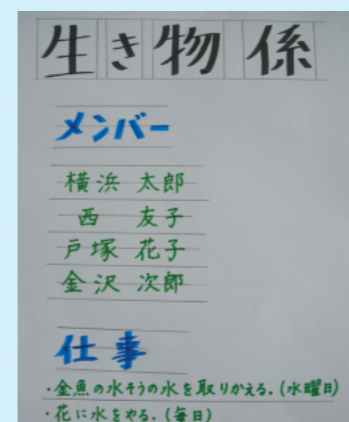 生き物係
メンバー
横浜 太郎
西 友子
戸塚 花子
金沢 次郎
仕事
・金魚の水そうの水を取りかえる。(水曜日)
・花に水をやる。(毎日)